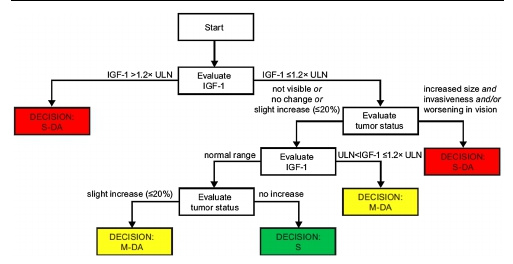 Start
IGF-1 >1.2× ULN
Evaluate
IGF-1
IGF-1 ≤1.2× ULN
not visible or
no change or
slight increase (≤20%)
increased size and
invasiveness and/or
worsening in vision
DECISION:
S-DA
Evaluate
tumor status
normal range
Evaluate
IGF-1
ULN<IGF-1 ≤1.2× ULN
DECISION:
S-DA
slight increase (≤20%)
Evaluate
tumor status
no increase
DECISION:
M-DA
DECISION:
M-DA
DECISION:
S